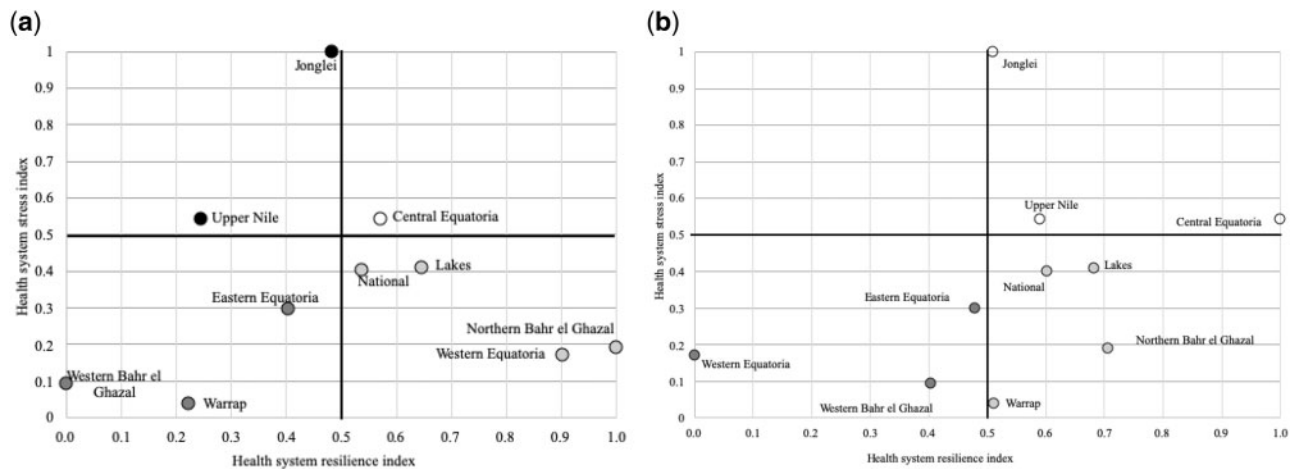 (a)
Health system stress index
1
0.9
0.8
0.7
0.6
0.5
0.4
0.3
0.2
0.1
0
Jonglei
Upper Nile
Central Equatoria
Lakes
National
Eastern Equatoria
Northern Bahr el Ghazal
Western Equatoria
Western Bahr el
Ghazal
Warrap
0.0 0.1 0.2 0.3 0.4 0.5 0.6 0.7 0.8 0.9 1.0
Health system resilience index
(b)
Health system stress index
1
0.9
0.8
0.7
0.6
0.5
0.4
0.3
0.2
0.1
0
Jonglei
Upper Nile
Central Equatoria
Lakes
National
Eastern Equatoria
Northern Bahr el Ghazal
Western Equatoria
Western Bahr el Ghazal
Warrap
0.0 0.1 0.2 0.3 0.4 0.5 0.6 0.7 0.8 0.9 1.0
Health system resilience index